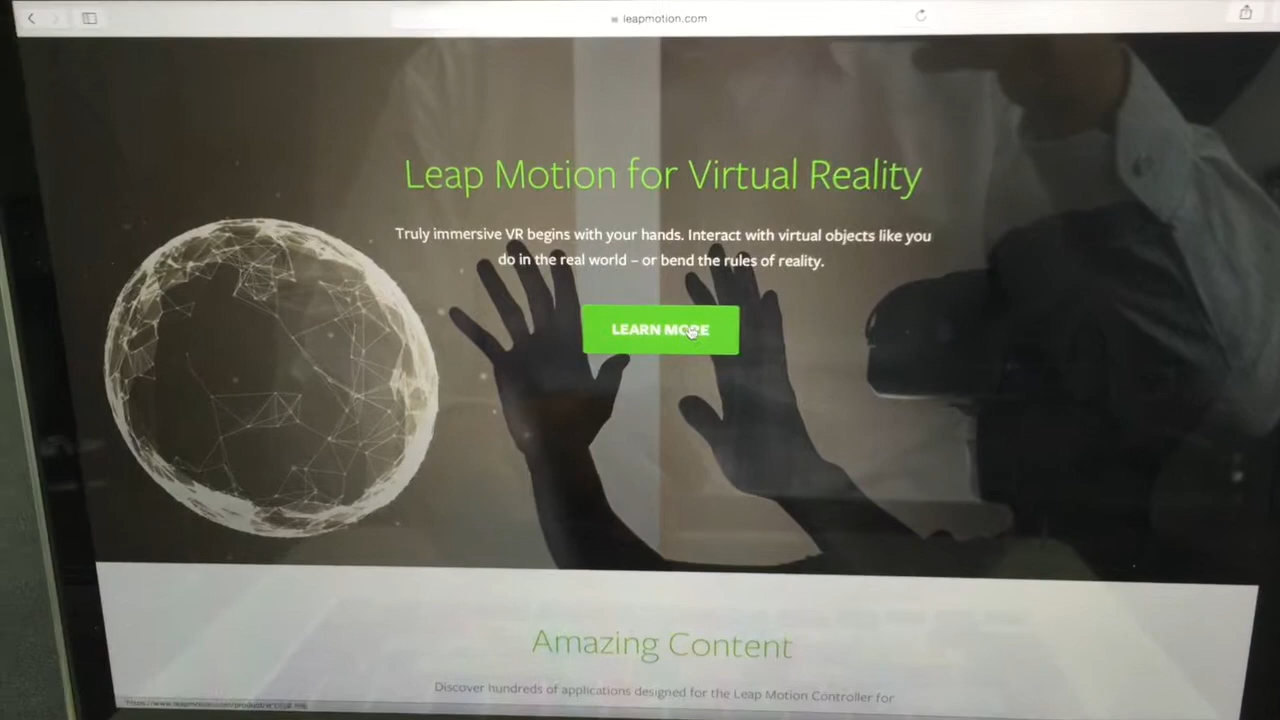 leapmotion.com
Leap Motion for Virtual Reality
Truly immersive VR begins with your hands. Interact with virtual objects like you
do in the real world – or bend the rules of reality.
LEARN MORE
Amazing Content
Discover hundreds of applications designed for the Leap Motion Controller for